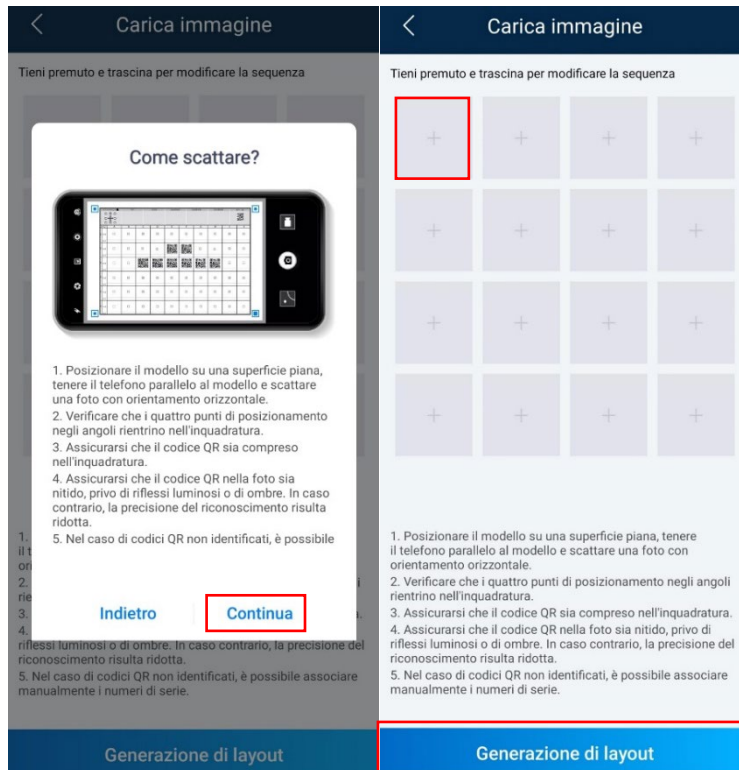 Carica immagine
Tieni premuto e trascina per modificare la sequenza
Come scattare?
1. Posizionare il modello su una superficie piana,
tenere il telefono parallelo al modello e scattare
una foto con orientamento orizzontale.
2. Verificare che i quattro punti di posizionamento
negli angoli rientrino nell'inquadratura.
3. Assicurarsi che il codice QR sia compreso
nell'inquadratura.
4. Assicurarsi che il codice QR nella foto sia
nitido, privo di riflessi luminosi o di ombre. In caso
contrario, la precisione del riconoscimento risulta
ridotta.
5. Nel caso di codici QR non identificati, è possibile
Indietro
Continua
1.
il t
ori
2.
rie
3.
4.
riflessi luminosi o di ombre. In caso contrario, la precisione del
riconoscimento risulta ridotta.
5. Nel caso di codici QR non identificati, è possibile associare
manualmente i numeri di serie.
Generazione di layout
Carica immagine
Tieni premuto e trascina per modificare la sequenza
1. Posizionare il modello su una superficie piana, tenere
il telefono parallelo al modello e scattare una foto con
orientamento orizzontale.
2. Verificare che i quattro punti di posizionamento negli angoli
rientrino nell'inquadratura.
3. Assicurarsi che il codice QR sia compreso nell'inquadratura.
4. Assicurarsi che il codice QR nella foto sia nitido, privo di
riflessi luminosi o di ombre. In caso contrario, la precisione del
riconoscimento risulta ridotta.
5. Nel caso di codici QR non identificati, è possibile associare
manualmente i numeri di serie.
Generazione di layout